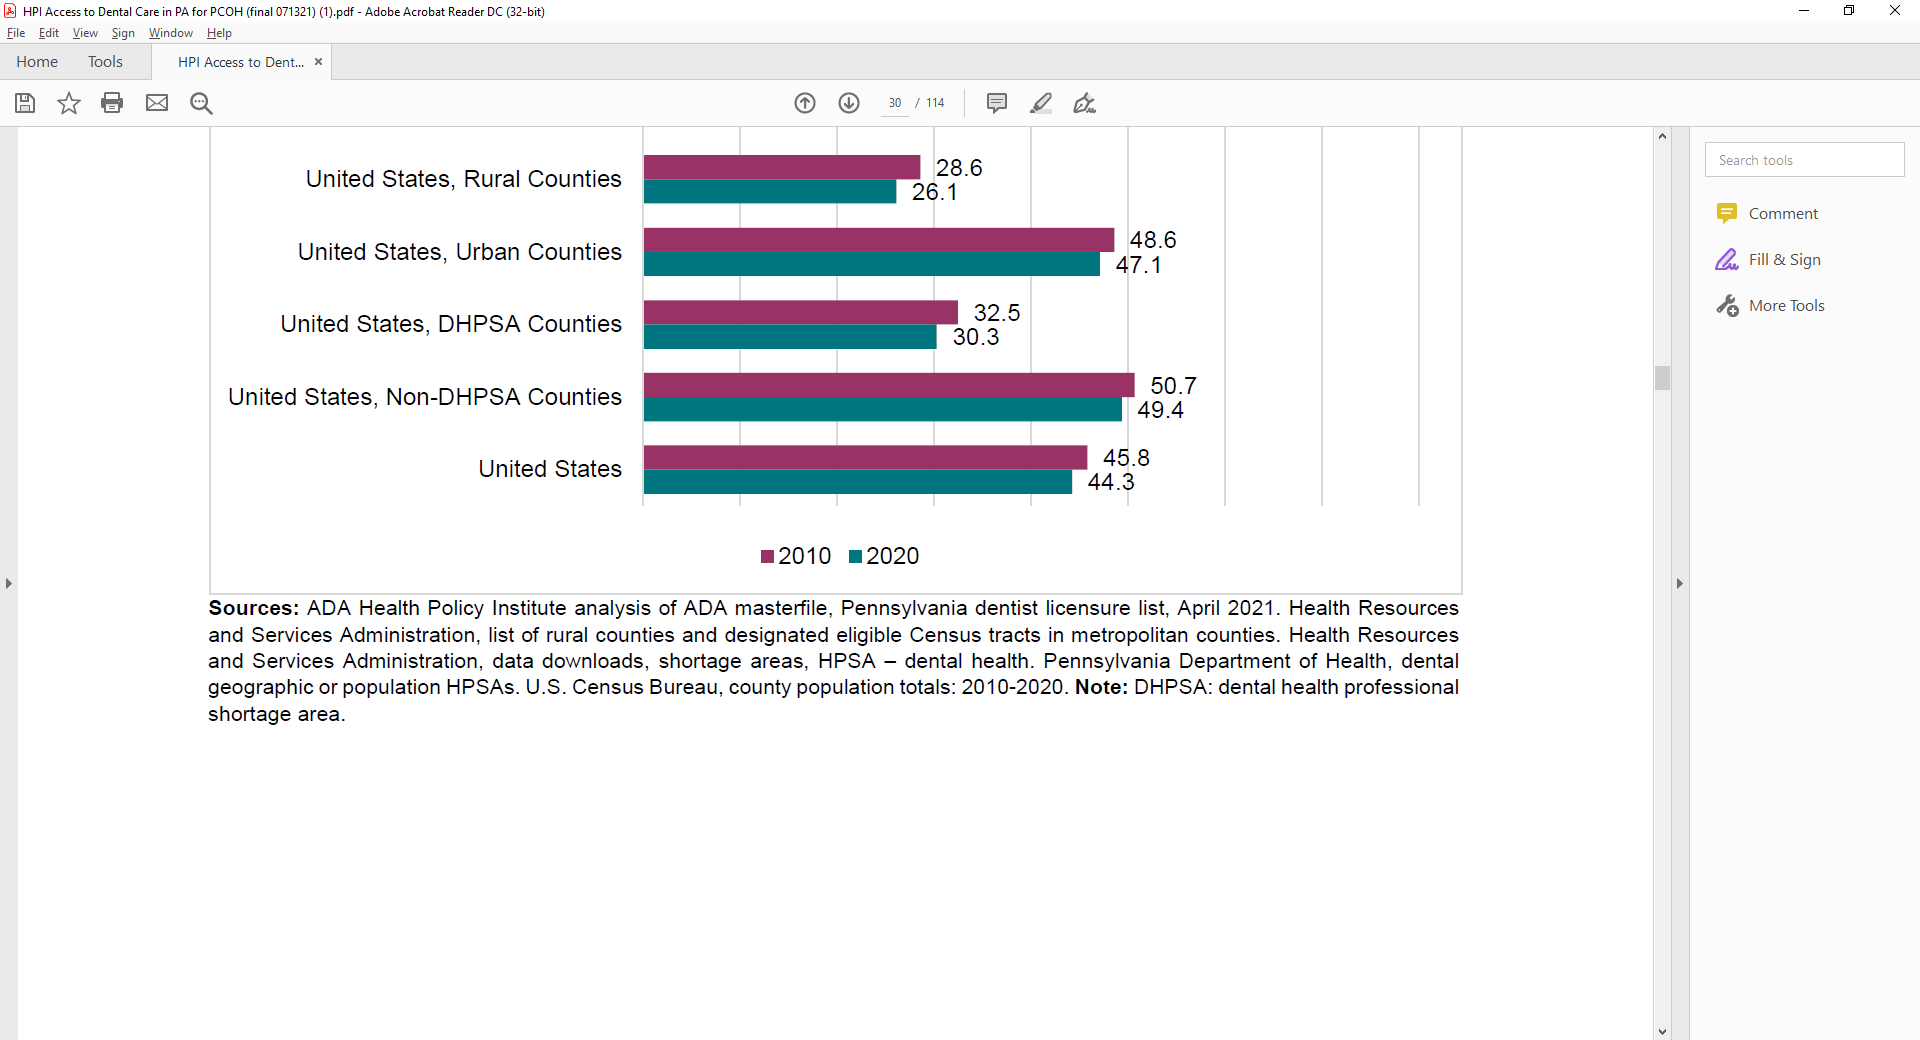 HPI Access to Dental Care in PA for PCOH (final 071321) (1).pdf - Adobe Acrobat Reader DC (32-bit)
File Edit View Sign Window Help
Home Tools HPI Access to Dent... ×
30 / 114
Search tools
Comment
Fill & Sign
More Tools
United States, Rural Counties 28.6
26.1
United States, Urban Counties 48.6
47.1
United States, DHPSA Counties 32.5
30.3
United States, Non-DHPSA Counties 50.7
49.4
United States 45.8
44.3
2010 2020
Sources: ADA Health Policy Institute analysis of ADA masterfile, Pennsylvania dentist licensure list, April 2021. Health Resources
and Services Administration, list of rural counties and designated eligible Census tracts in metropolitan counties. Health Resources
and Services Administration, data downloads, shortage areas, HPSA – dental health. Pennsylvania Department of Health, dental
geographic or population HPSAs. U.S. Census Bureau, county population totals: 2010-2020. Note: DHPSA: dental health professional
shortage area.